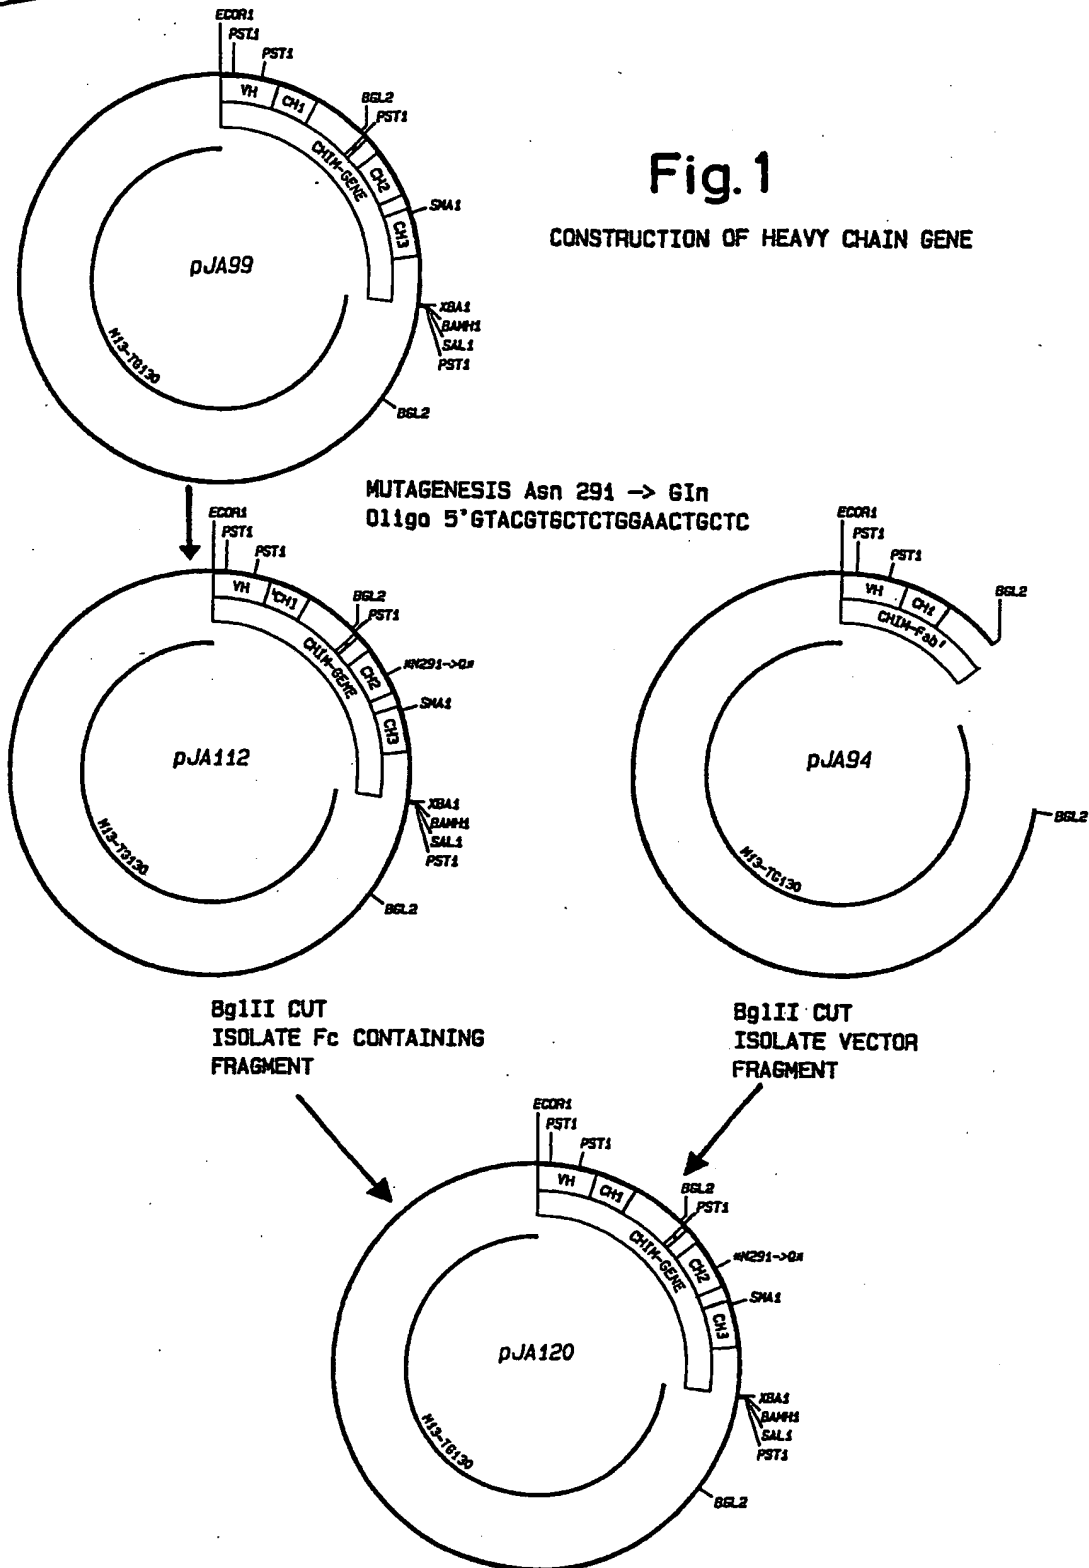 ECOR1
PST1
PST1
BGL2
PST1
VH
CH1
CH2
CH3
CHIM-GENE
SMA1
pJA99
M13-TG130
XBA1
BAMH1
SAL1
PST1
BGL2
Fig.1
CONSTRUCTION OF HEAVY CHAIN GENE
MUTAGENESIS Asn 291 -> Gln
Oligo 5'GTACGTGCTCTGGAACTGCTC
ECOR1
PST1
PST1
BGL2
PST1
VH
CH1
CH2
CH3
CHIM-GENE
*N291->Q*
SMA1
pJA112
M13-TG130
XBA1
BAMH1
SAL1
PST1
BGL2
ECOR1
PST1
PST1
BGL2
VH
CH1
CHIM-Fab'
pJA94
M13-TG130
BGL2
BglII CUT
ISOLATE Fc CONTAINING
FRAGMENT
BglII CUT
ISOLATE VECTOR
FRAGMENT
ECOR1
PST1
PST1
BGL2
PST1
VH
CH1
CH2
CH3
CHIM-GENE
*N291->Q*
SMA1
pJA120
M13-TG130
XBA1
BAMH1
SAL1
PST1
BGL2